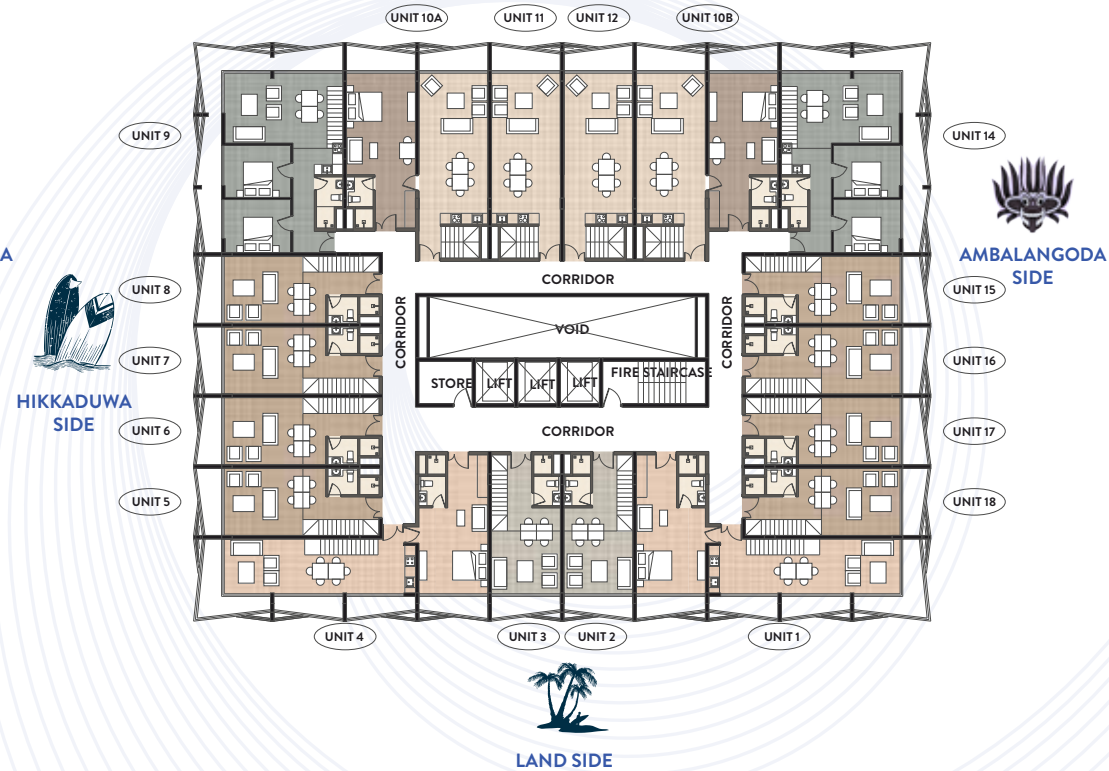 UNIT 10A
UNIT 11
UNIT 12
UNIT 10B
UNIT 9
UNIT 14
A
AMBALANGODA
SIDE
UNIT 8
CORRIDOR
UNIT 15
CORRIDOR
CORRIDOR
VOID
UNIT 7
UNIT 16
STORE
LIFT
LIFT
LIFT
FIRE STAIRCASE
HIKKADUWA
SIDE
UNIT 6
CORRIDOR
UNIT 17
UNIT 5
UNIT 18
UNIT 4
UNIT 3
UNIT 2
UNIT 1
LAND SIDE